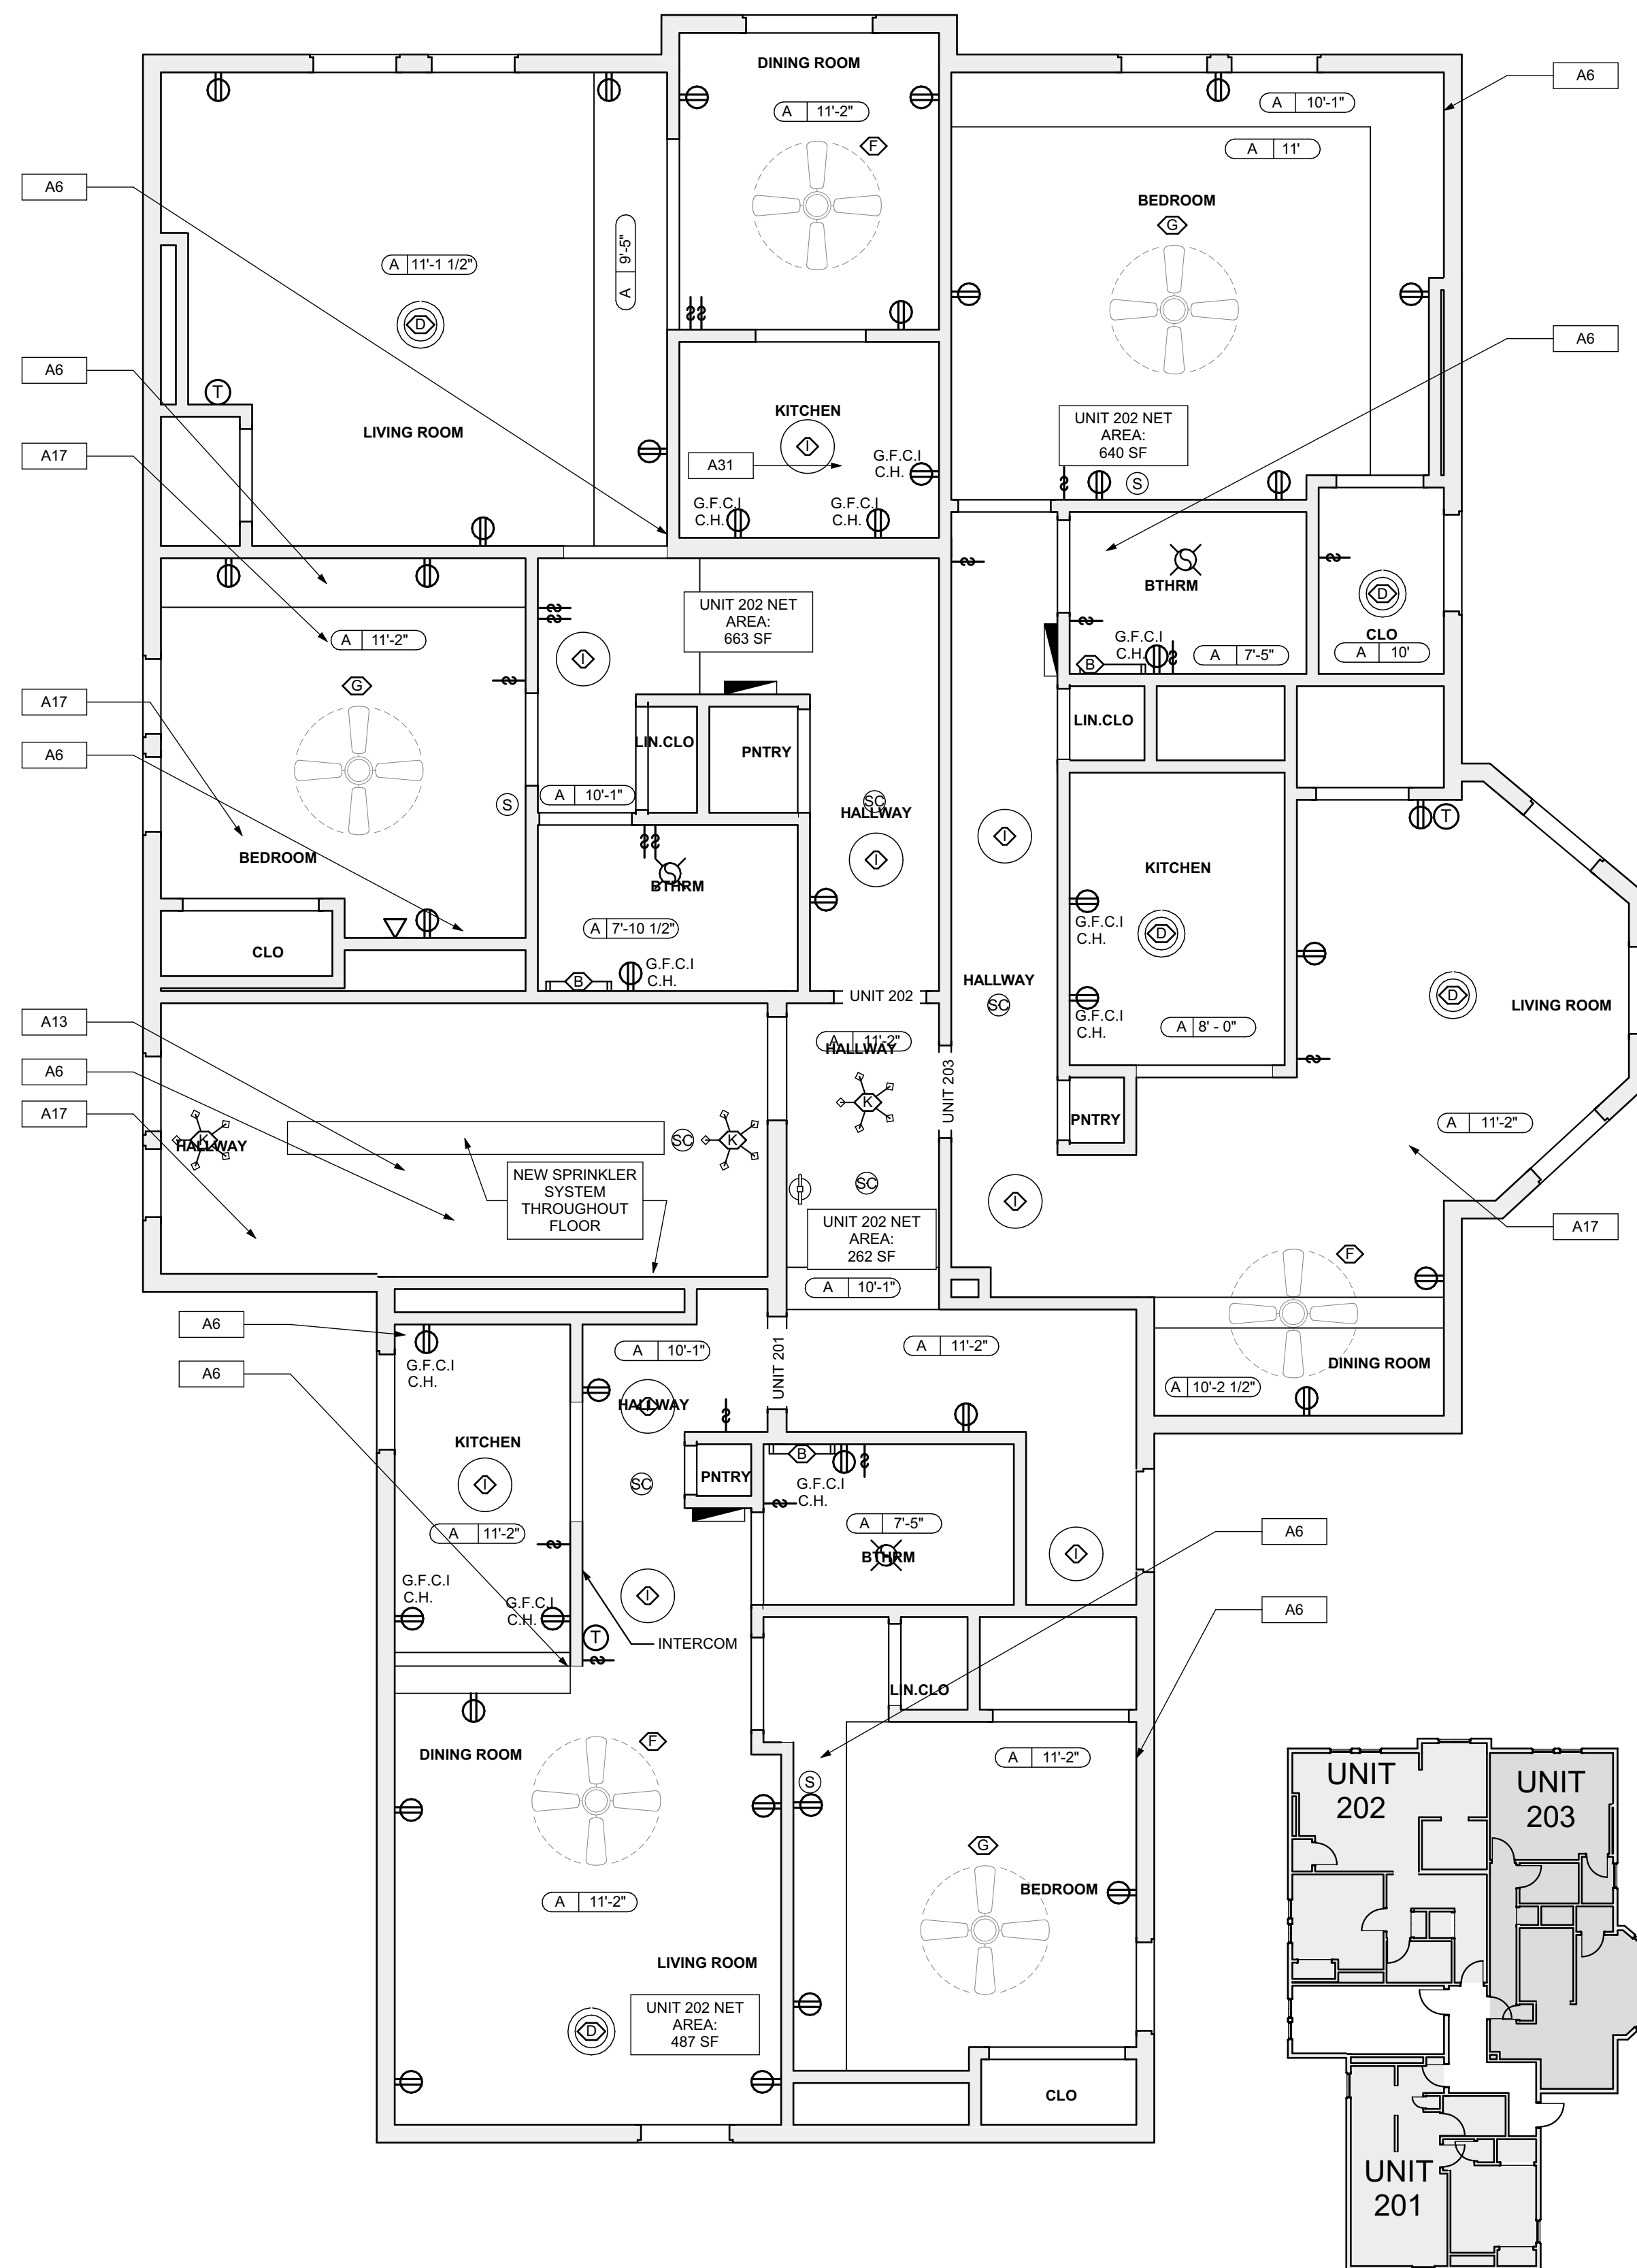 DINING ROOM
A 11'-2"
F
A 10'-1"
A 11'
BEDROOM
G
A6
A6
A 11'-1 1/2"
A 9'-5"
D
T
LIVING ROOM
KITCHEN
I
A31
G.F.C.I
C.H.
G.F.C.I
C.H.
G.F.C.I
C.H.
UNIT 202 NET
AREA:
640 SF
S
A6
A6
A17
A 11'-2"
G
UNIT 202 NET
AREA:
663 SF
I
BTHRM
G.F.C.I
C.H.
B
A 7'-5"
D
CLO
A 10'
A17
A6
S
A 10'-1"
LIN.CLO
PNTRY
SC
HALLWAY
I
BEDROOM
CLO
BTHRM
A 7'-10 1/2"
B
G.F.C.I
C.H.
LIN.CLO
I
KITCHEN
D
G.F.C.I
C.H.
G.F.C.I
C.H.
A 8' - 0"
HALLWAY
SC
T
D
LIVING ROOM
UNIT 202
A 11'-2"
HALLWAY
K
UNIT 203
PNTRY
A 11'-2"
A17
A13
A6
A17
K
HALLWAY
SC
K
NEW SPRINKLER
SYSTEM
THROUGHOUT
FLOOR
SC
UNIT 202 NET
AREA:
262 SF
A 10'-1"
I
F
DINING ROOM
A 10'-2 1/2"
A6
A6
G.F.C.I
C.H.
A 10'-1"
I
HALLWAY
UNIT 201
A 11'-2"
KITCHEN
I
A 11'-2"
SC
PNTRY
B
G.F.C.I
C.H.
A 7'-5"
BTHRM
I
A6
A6
G.F.C.I
C.H.
G.F.C.I
C.H.
T
I
INTERCOM
LIN.CLO
DINING ROOM
F
A 11'-2"
S
A 11'-2"
G
BEDROOM
LIVING ROOM
D
UNIT 202 NET
AREA:
487 SF
CLO
UNIT
202
UNIT
203
UNIT
201